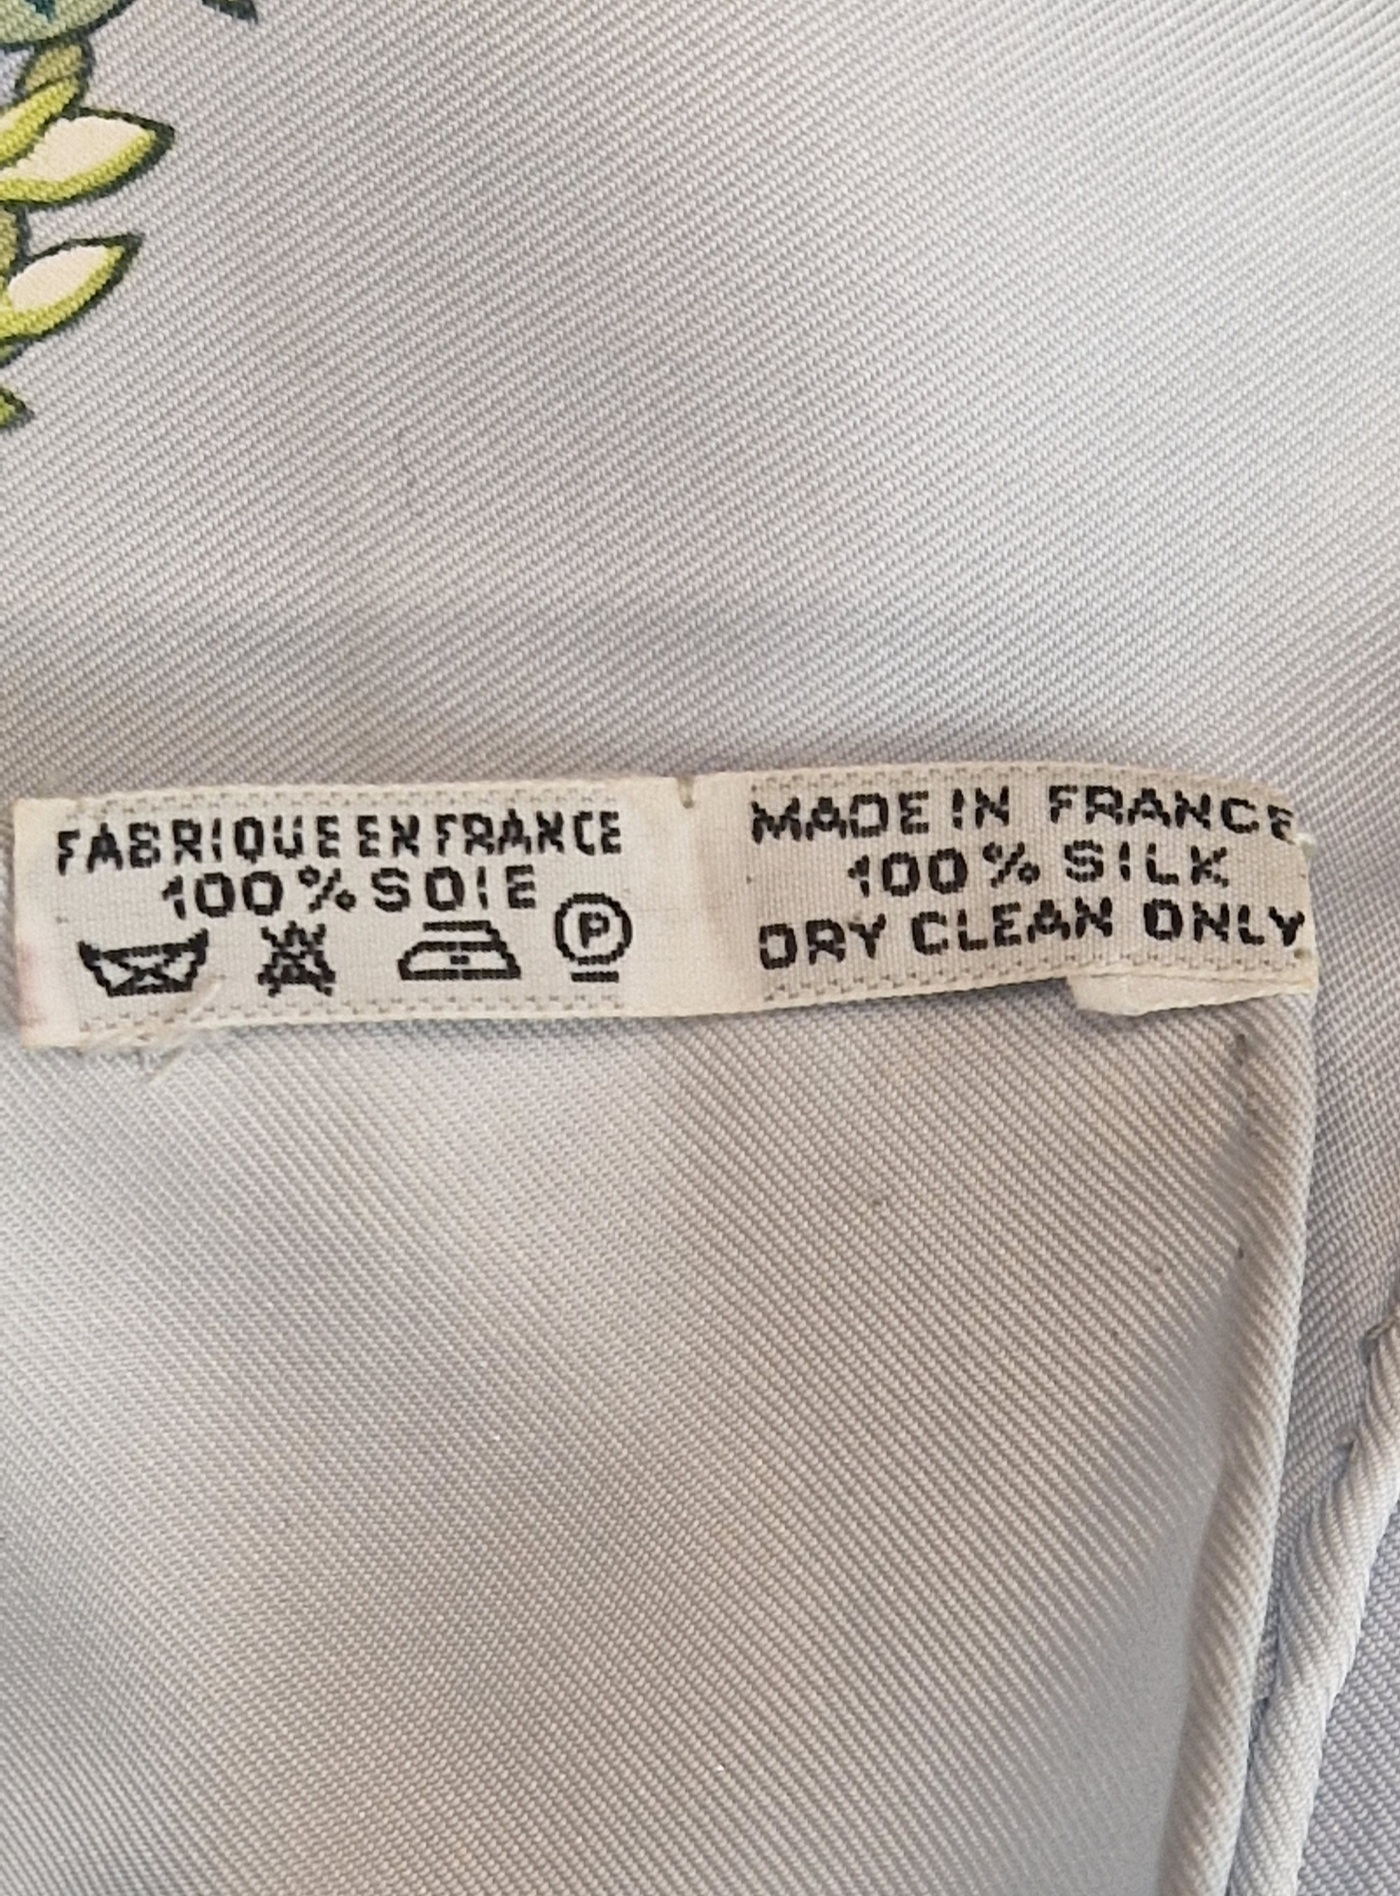 FABRIQUE EN FRANCE
100% SOIE
P
MADE IN FRANCE
100% SILK
DRY CLEAN ONLY